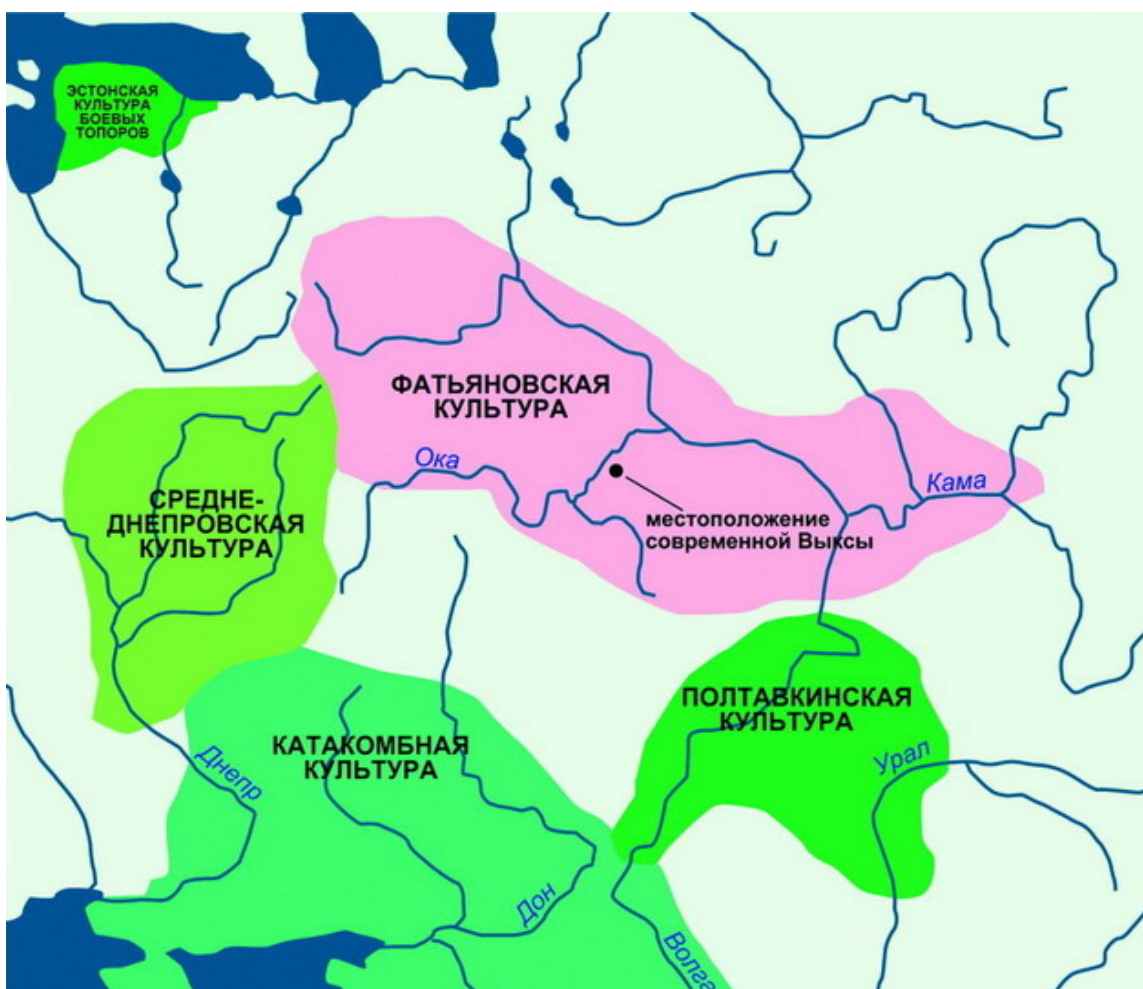 ЭСТОНСКАЯ
КУЛЬТУРА
БОЕВЫХ
ТОПОРОВ
ФАТЬЯНОВСКАЯ
КУЛЬТУРА
Ока
Кама
СРЕДНЕ-
ДНЕПРОВСКАЯ
КУЛЬТУРА
местоположение
современной Выксы
ПОЛТАВКИНСКАЯ
КУЛЬТУРА
КАТАКОМБНАЯ
КУЛЬТУРА
Днепр
Урал
Дон
Волга